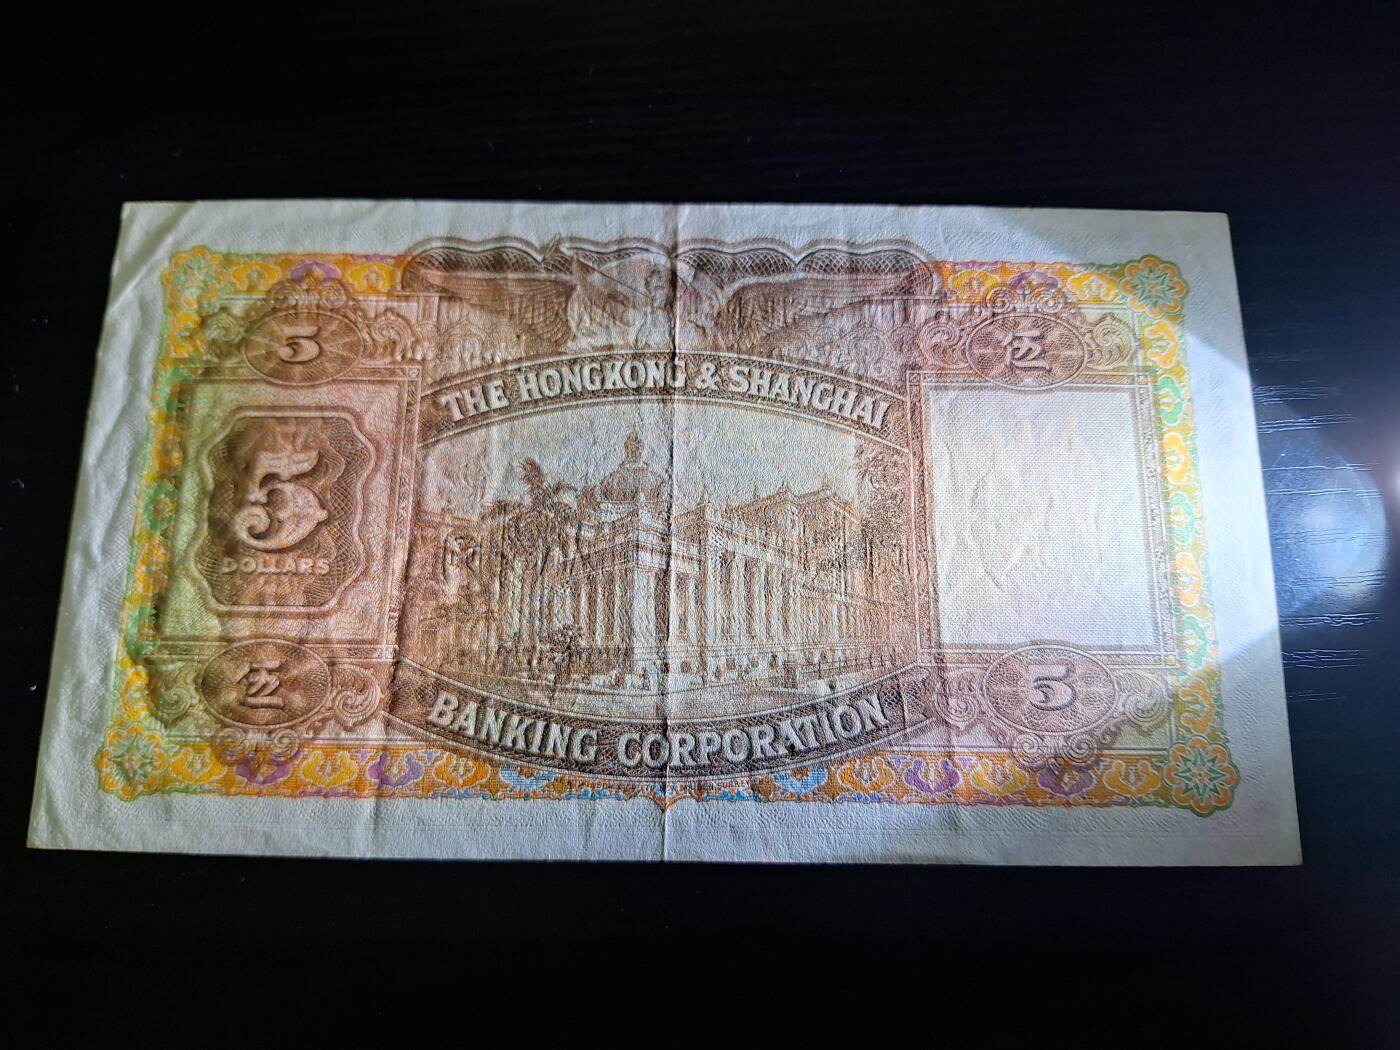 5
伍
THE HONGKONG & SHANGHAI
5
DOLLARS
伍
5
BANKING CORPORATION